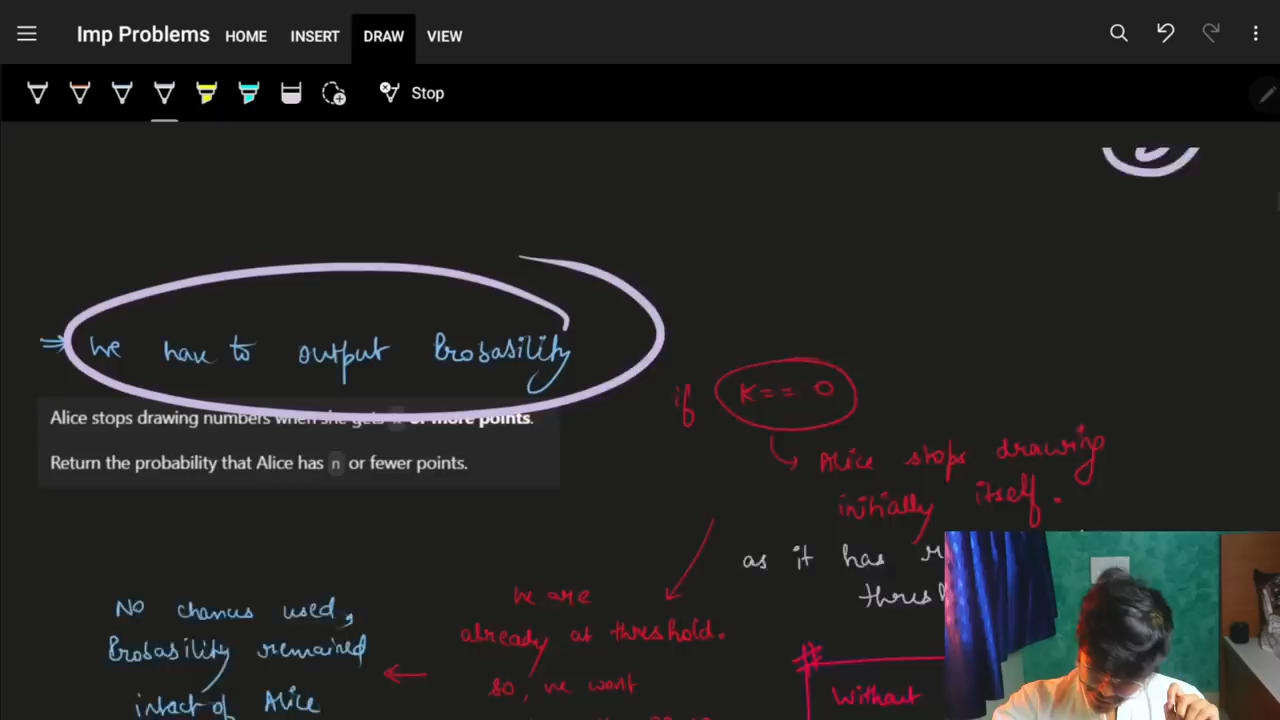 Imp Problems HOME INSERT DRAW VIEW
Stop
=> We have to output Probability
Alice stops drawing numbers when she gets k or more points.
Return the probability that Alice has n or fewer points.
if K == 0
Alice stops drawing
initially itself.
as it has
We are
already at threshold.
so, we want
No chances used,
Probability remained
intact of Alice
#
Without